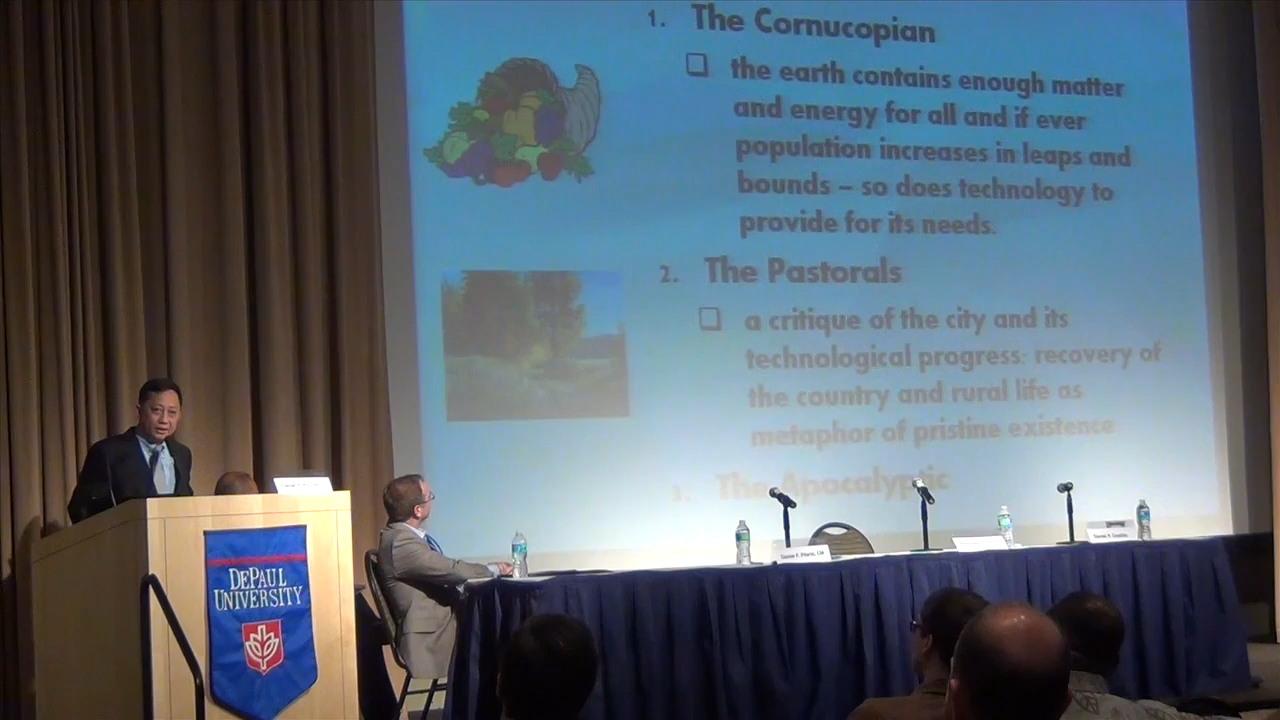 1. The Cornucopian
❑ the earth contains enough matter
and energy for all and if ever
population increases in leaps and
bounds – so does technology to
provide for its needs.
2. The Pastorals
❑ a critique of the city and its
technological progress: recovery of
the country and rural life as
metaphor of pristine existence
3. The Apocalyptic
DEPAUL
UNIVERSITY